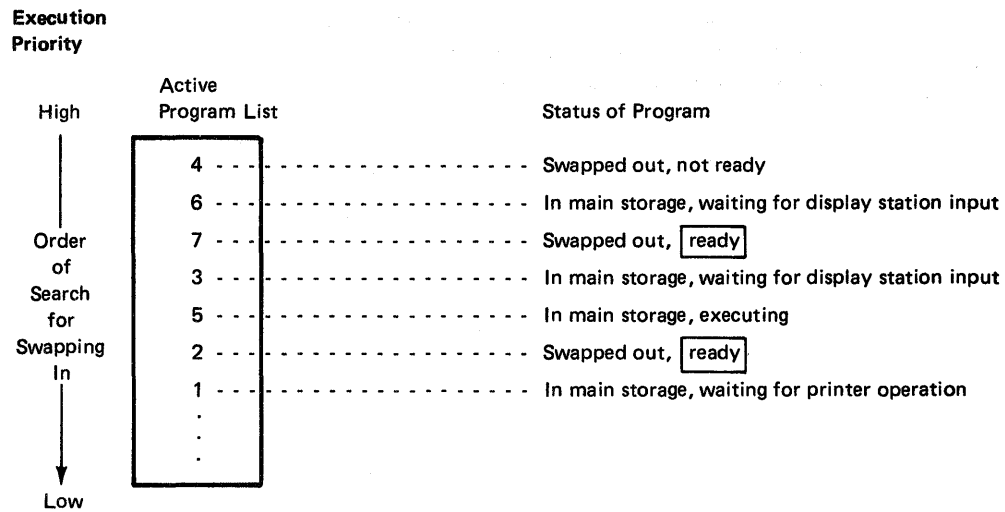 Execution
Priority
Active
High Program List Status of Program
4 - - - - - - - - - - - - - - - - - - - - Swapped out, not ready
6 - - - - - - - - - - - - - - - - - - - - In main storage, waiting for display station input
Order 7 - - - - - - - - - - - - - - - - - - - - Swapped out, ready
of
3 - - - - - - - - - - - - - - - - - - - - In main storage, waiting for display station input
Search
for 5 - - - - - - - - - - - - - - - - - - - - In main storage, executing
Swapping 2 - - - - - - - - - - - - - - - - - - - - Swapped out, ready
In
1 - - - - - - - - - - - - - - - - - - - - In main storage, waiting for printer operation
.
.
.
Low